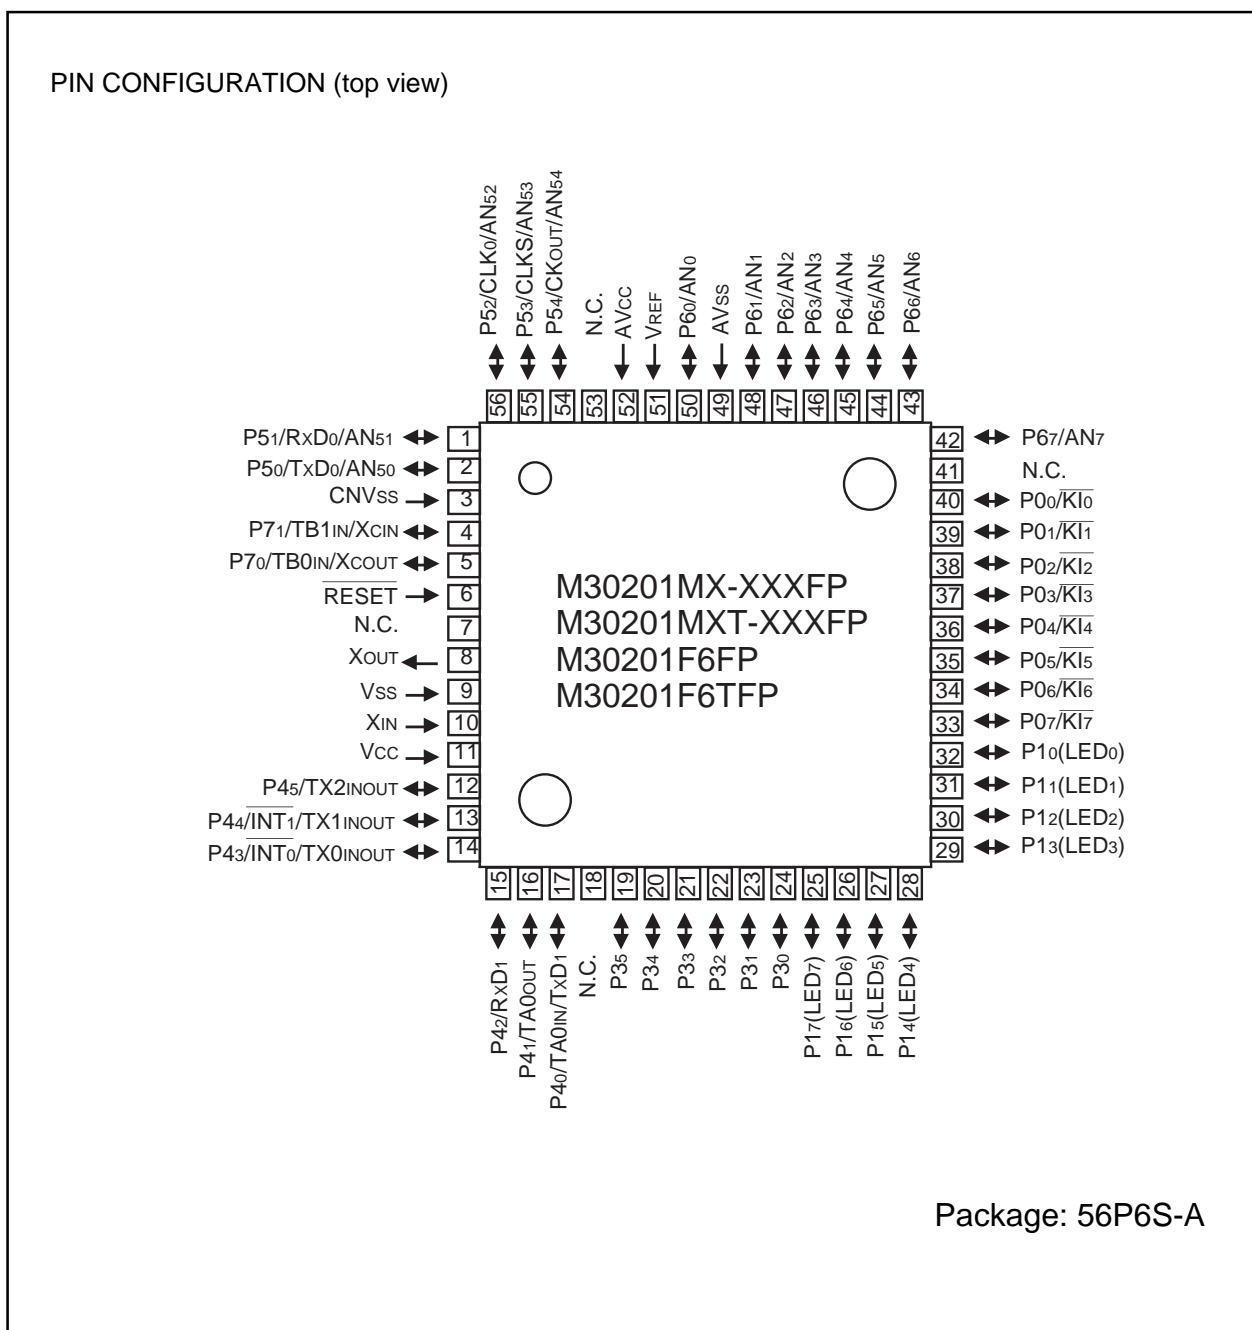 PIN CONFIGURATION (top view)
P52/CLK0/AN52
P53/CLKS/AN53
P54/CKOUT/AN54
N.C.
AVCC
VREF
P60/AN0
AVSS
P61/AN1
P62/AN2
P63/AN3
P64/AN4
P65/AN5
P66/AN6
56
55
54
53
52
51
50
49
48
47
46
45
44
43
P51/RXD0/AN51 1
P50/TXD0/AN50 2
CNVSS 3
P71/TB1IN/XCIN 4
P70/TB0IN/XCOUT 5
RESET 6
N.C. 7
XOUT 8
VSS 9
XIN 10
VCC 11
P45/TX2INOUT 12
P44/INT1/TX1INOUT 13
P43/INT0/TX0INOUT 14
M30201MX-XXXFP
M30201MXT-XXXFP
M30201F6FP
M30201F6TFP
42 P67/AN7
41 N.C.
40 P00/KI0
39 P01/KI1
38 P02/KI2
37 P03/KI3
36 P04/KI4
35 P05/KI5
34 P06/KI6
33 P07/KI7
32 P10(LED0)
31 P11(LED1)
30 P12(LED2)
29 P13(LED3)
15
16
17
18
19
20
21
22
23
24
25
26
27
28
P42/RXD1
P41/TA0OUT
P40/TA0IN/TXD1
N.C.
P35
P34
P33
P32
P31
P30
P17(LED7)
P16(LED6)
P15(LED5)
P14(LED4)
Package: 56P6S-A